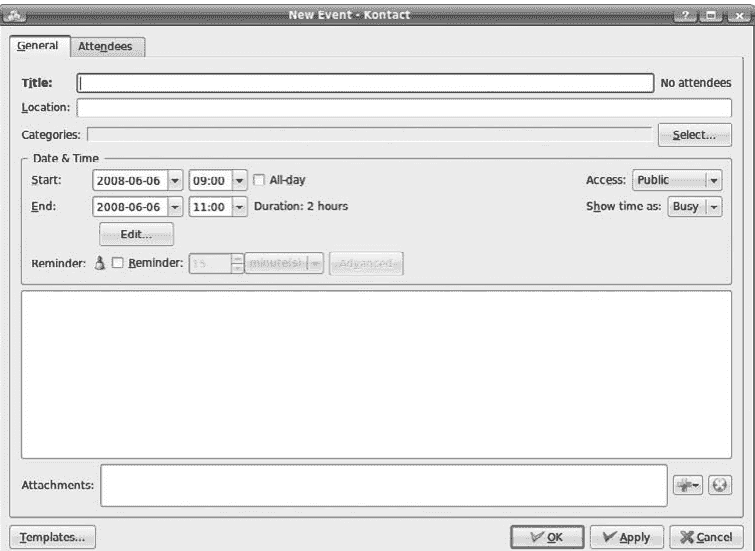 New Event - Kontact
General Attendees
Title: No attendees
Location:
Categories: Select...
Date & Time
Start: 2008-06-06 09:00 All-day Access: Public
End: 2008-06-06 11:00 Duration: 2 hours Show time as: Busy
Edit...
Reminder: Reminder: 15 minute(s) Advanced
Attachments:
Templates... OK Apply Cancel